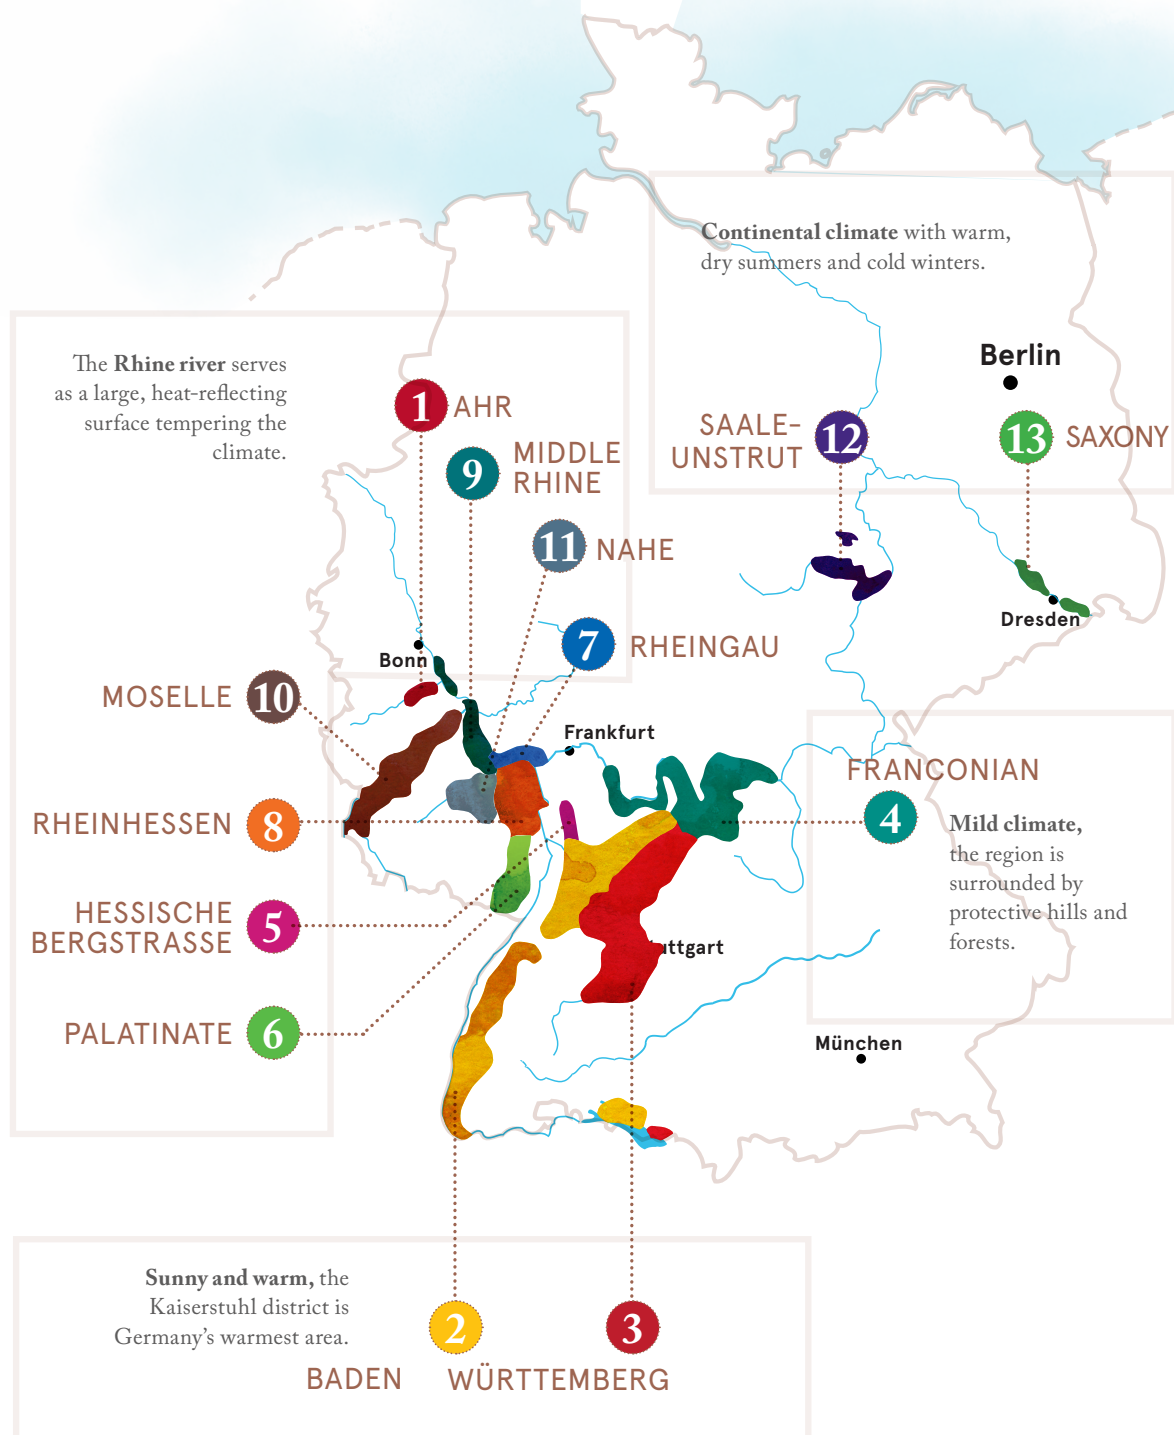 Continental climate with warm,
dry summers and cold winters.
Berlin
The Rhine river serves
as a large, heat-reflecting
surface tempering the
climate.
1 AHR
SAALE-
UNSTRUT
12
13 SAXONY
9
MIDDLE
RHINE
11 NAHE
Dresden
7 RHEINGAU
Bonn
MOSELLE 10
Frankfurt
FRANCONIAN
4
RHEINHESSEN 8
Mild climate,
the region is
surrounded by
protective hills and
forests.
HESSISCHE
BERGSTRASSE
5
uttgart
PALATINATE 6
München
Sunny and warm, the
Kaiserstuhl district is
Germany's warmest area.
2
3
BADEN
WÜRTTEMBERG